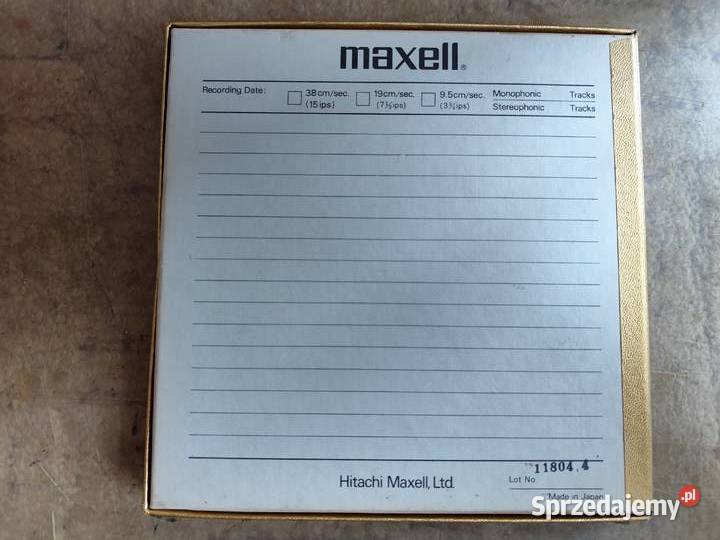 maxell®
Recording Date: 38cm/sec. 19cm/sec. 9.5cm/sec. Monophonic Tracks
(15ips) (7½ips) (3¾ips) Stereophonic Tracks
11804.4
Hitachi Maxell, Ltd. Lot No
Made in Japan
Sprzedajemy.pl